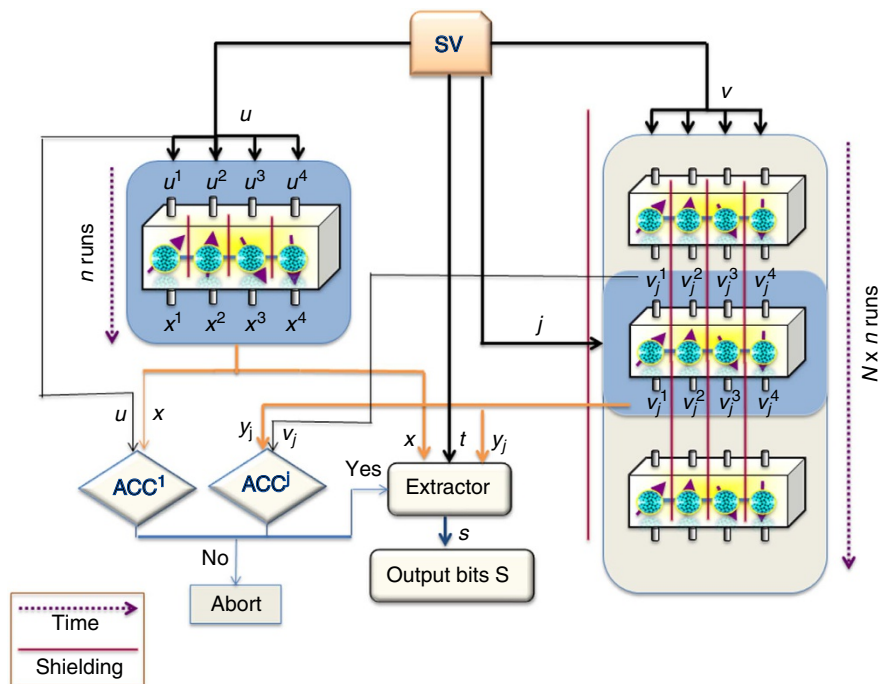 SV
u
v
u¹ u² u³ u⁴
n runs
x¹ x² x³ x⁴
vⱼ¹ vⱼ² vⱼ³ vⱼ⁴
j
N x n runs
vⱼ¹ vⱼ² vⱼ³ vⱼ⁴
u x
yⱼ vⱼ
x t yⱼ
ACC¹
ACCʲ
Yes
Extractor
s
No
Output bits S
Abort
Time
Shielding